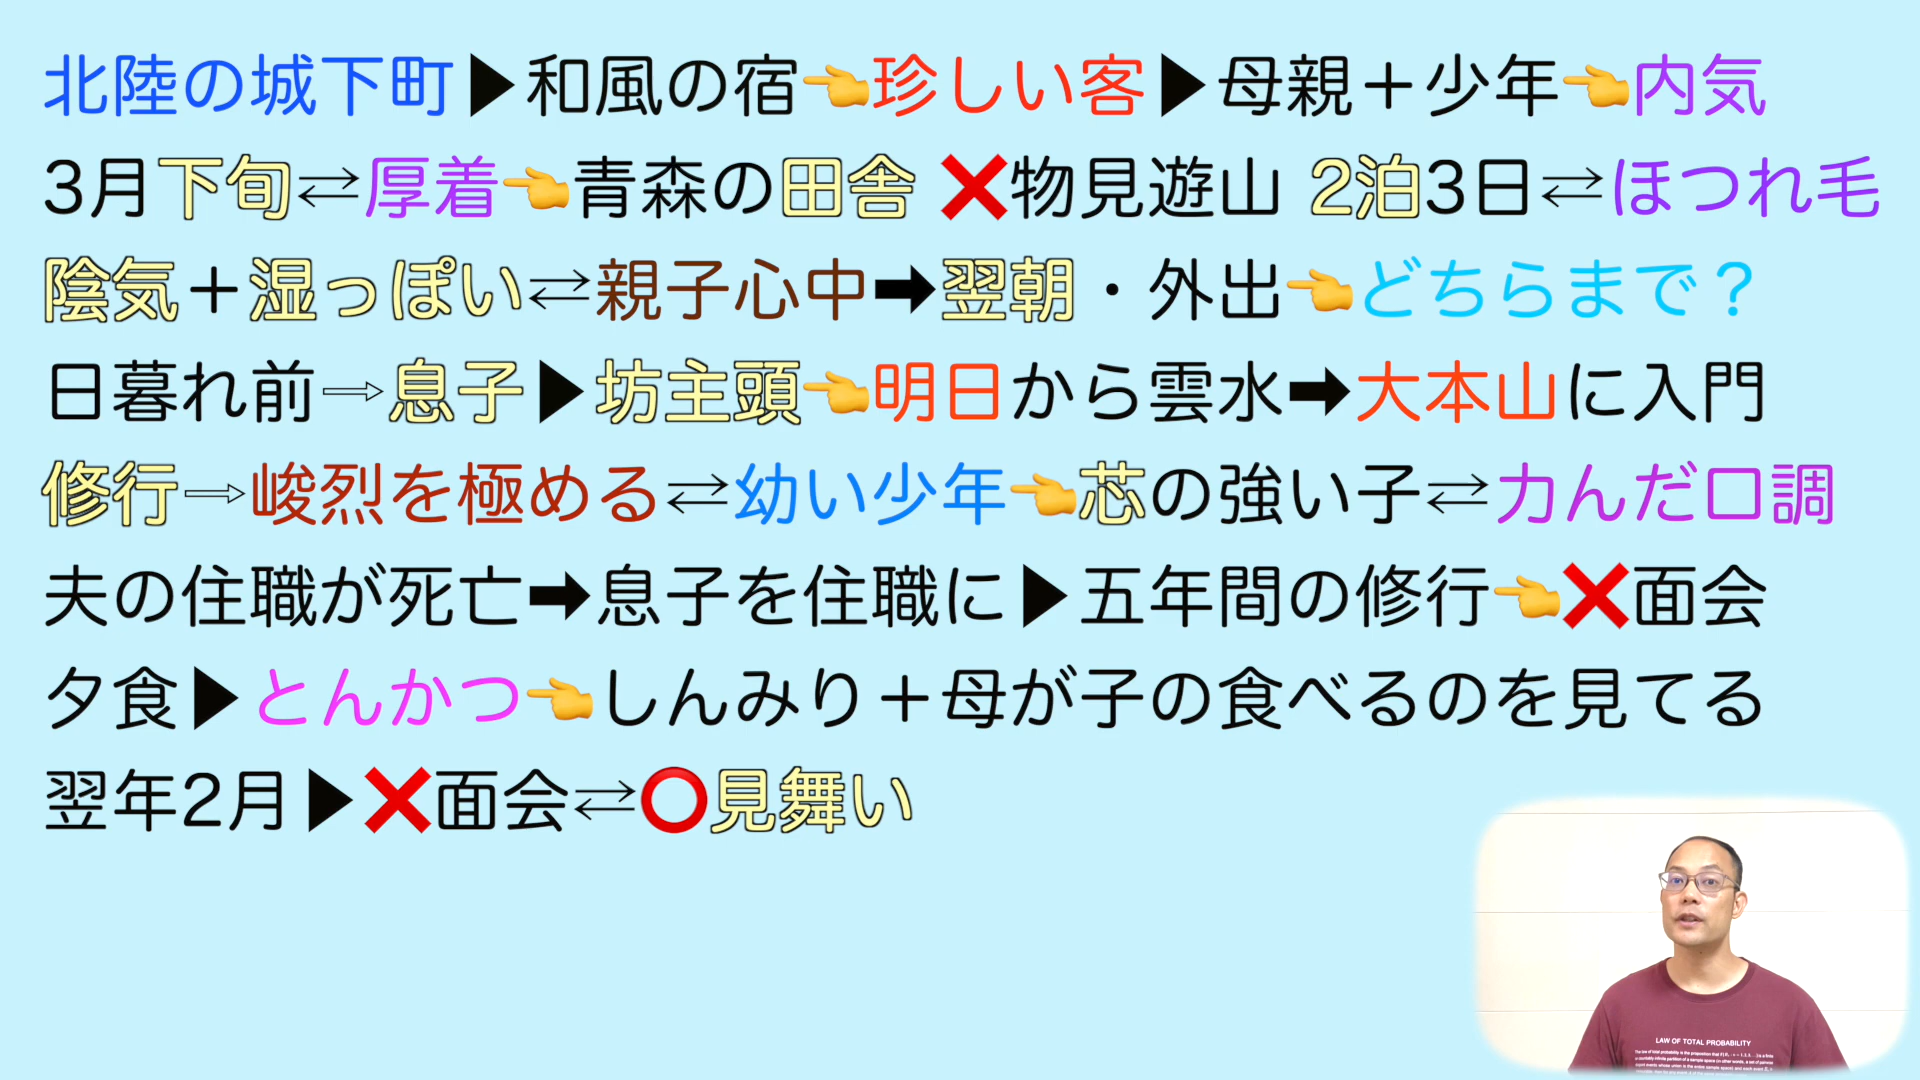 北陸の城下町▶和風の宿👈珍しい客▶母親＋少年👈内気
3月下旬⇄厚着👈青森の田舎 ❌物見遊山 2泊3日⇄ほつれ毛
陰気＋湿っぽい⇄親子心中➡翌朝・外出👈どちらまで？
日暮れ前⇨息子▶坊主頭👈明日から雲水➡大本山に入門
修行⇨峻烈を極める⇄幼い少年👈芯の強い子⇄力んだ口調
夫の住職が死亡➡息子を住職に▶五年間の修行👈❌面会
夕食▶とんかつ👈しんみり＋母が子の食べるのを見てる
翌年2月▶❌面会⇄⭕見舞い
LAW OF TOTAL PROBABILITY